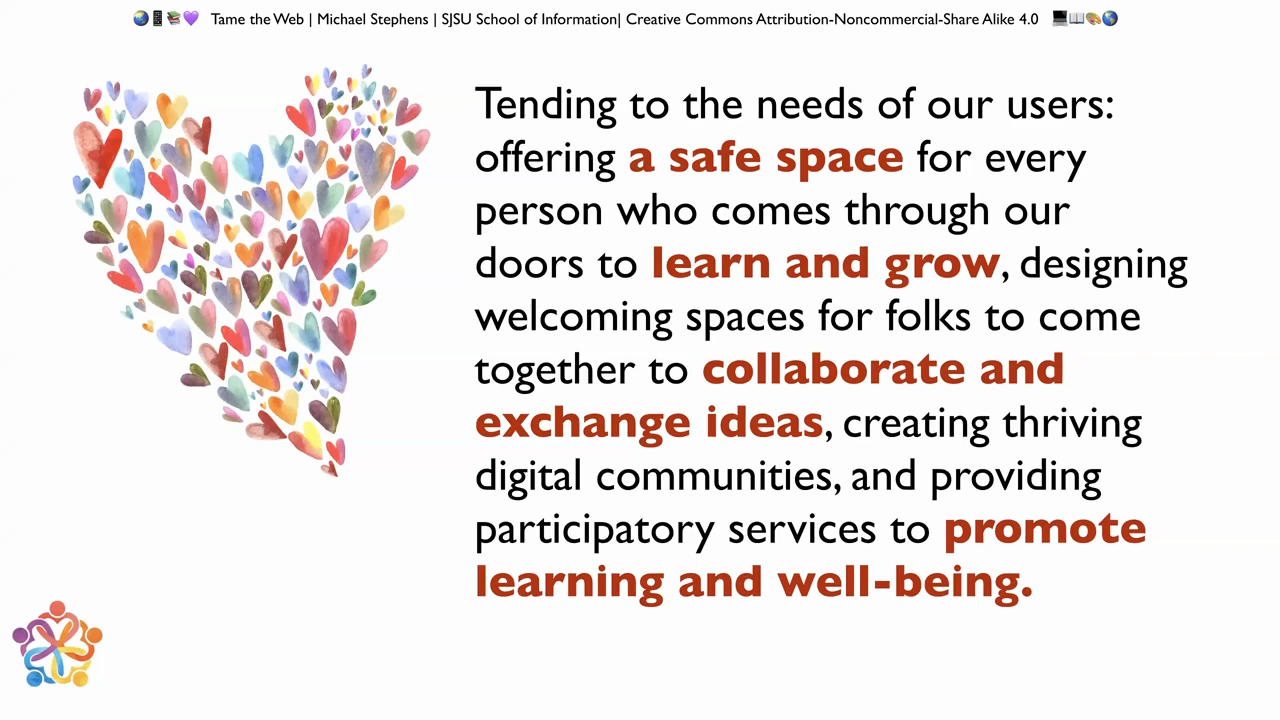 Tame the Web | Michael Stephens | SJSU School of Information| Creative Commons Attribution-Noncommercial-Share Alike 4.0
Tending to the needs of our users:
offering a safe space for every
person who comes through our
doors to learn and grow, designing
welcoming spaces for folks to come
together to collaborate and
exchange ideas, creating thriving
digital communities, and providing
participatory services to promote
learning and well-being.